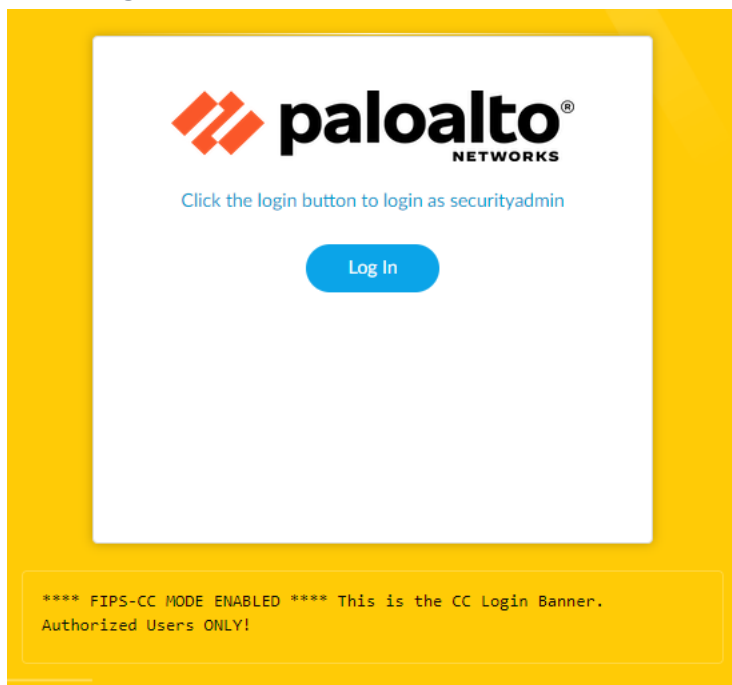 paloalto®
NETWORKS
Click the login button to login as securityadmin
Log In
**** FIPS-CC MODE ENABLED **** This is the CC Login Banner.
Authorized Users ONLY!